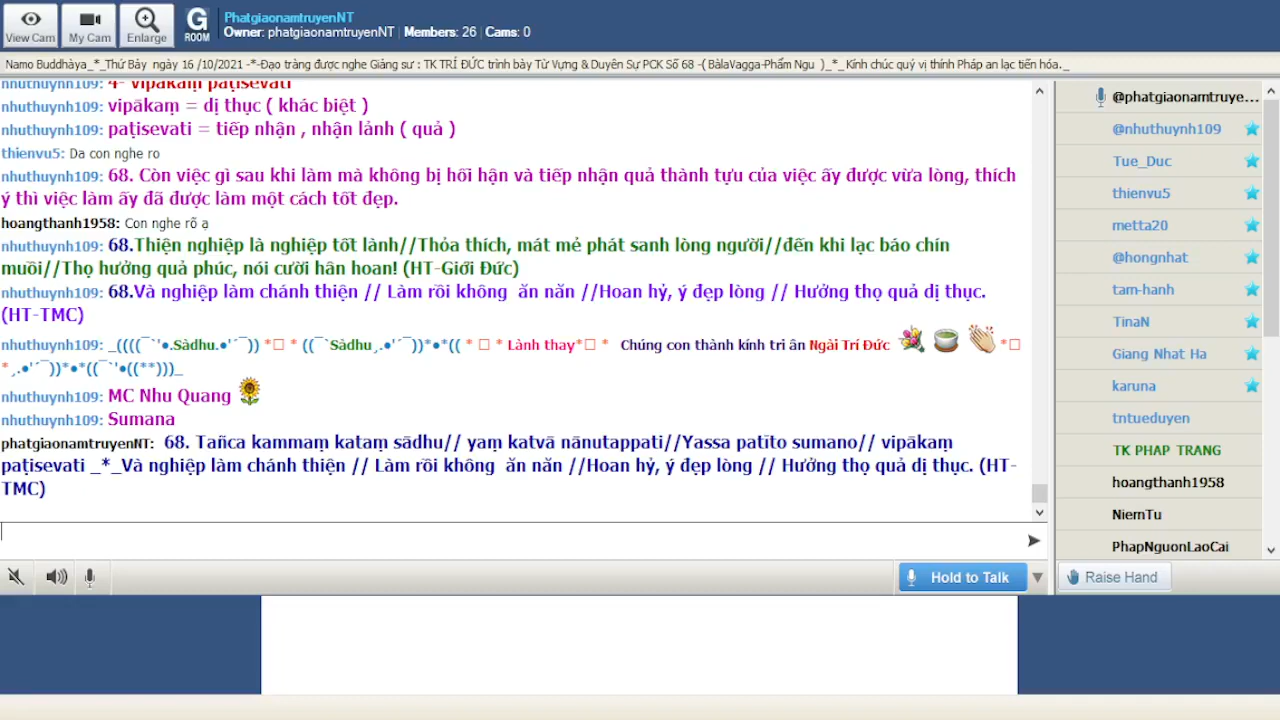 View Cam
My Cam
Enlarge
G ROOM
PhatgiaonamtruyenNT
Owner: phatgiaonamtruyenNT | Members: 26 | Cams: 0
Namo Buddhàya_*_Thứ Bảy ngày 16 /10/2021 -*-Đạo tràng được nghe Giảng sư : TK TRÍ ĐỨC trình bày Từ Vựng & Duyên Sự PCK Số 68 -( BàlaVagga-Phẩm Ngu )_*_ Kính chúc quý vị thính Pháp an lạc tiến hóa._
nhuthuynh109: 4- vipākaṃ paṭisevati
nhuthuynh109: vipākaṃ = dị thục ( khác biệt )
nhuthuynh109: paṭisevati = tiếp nhận , nhận lảnh ( quả )
thienvu5: Da con nghe ro
nhuthuynh109: 68. Còn việc gì sau khi làm mà không bị hối hận và tiếp nhận quả thành tựu của việc ấy được vừa lòng, thích
ý thì việc làm ấy đã được làm một cách tốt đẹp.
hoangthanh1958: Con nghe rõ ạ
nhuthuynh109: 68.Thiện nghiệp là nghiệp tốt lành//Thỏa thích, mát mẻ phát sanh lòng người//đến khi lạc báo chín
muồi//Thọ hưởng quả phúc, nói cười hân hoan! (HT-Giới Đức)
nhuthuynh109: 68.Và nghiệp làm chánh thiện // Làm rồi không ăn năn //Hoan hỷ, ý đẹp lòng // Hưởng thọ quả dị thục.
(HT-TMC)
nhuthuynh109: _((((¯`'•.Sàdhu.•'´¯)) *□ * ((¯`Sàdhu¸.•'´¯))*•*(( * □ * Lành thay*□ * Chúng con thành kính tri ân Ngài Trí Đức *□
*¸.•'´¯))*•*((¯`'•((**)))_
nhuthuynh109: MC Nhu Quang
nhuthuynh109: Sumana
phatgiaonamtruyenNT: 68. Tañca kammaṃ kataṃ sādhu// yaṃ katvā nānutappati//Yassa patīto sumano// vipākaṃ
paṭisevati _*_Và nghiệp làm chánh thiện // Làm rồi không ăn năn //Hoan hỷ, ý đẹp lòng // Hưởng thọ quả dị thục. (HT-
TMC)
Hold to Talk
@phatgiaonamtruye...
@nhuthuynh109
Tue_Duc
thienvu5
metta20
@hongnhat
tam-hanh
TinaN
Giang Nhat Ha
karuna
tntueduyen
TK PHAP TRANG
hoangthanh1958
NiemTu
PhapNguonLaoCai
Raise Hand